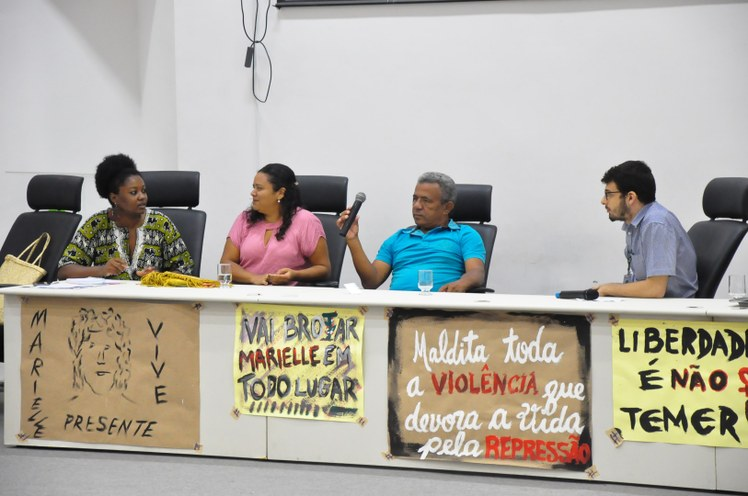 MARIELLE
VIVE
PRESENTE
VAI BROTAR
MARIELLE EM
TODO LUGAR
Maldita toda
a VIOLÊNCIA que
devora a vida
pela REPRESSÃO
LIBERDADE
É NÃO
TEMER